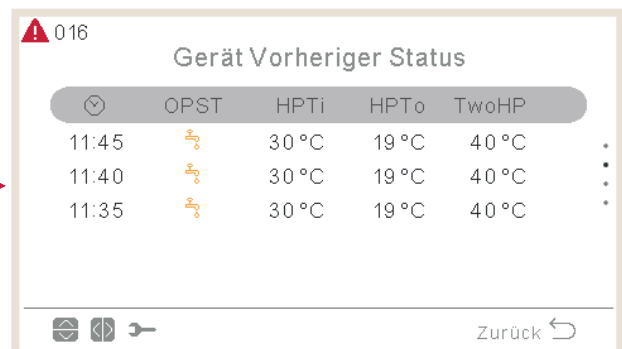 016
Gerät Vorheriger Status
OPST HPTi HPTo TwoHP
11:45 30°C 19°C 40°C
11:40 30°C 19°C 40°C
11:35 30°C 19°C 40°C
Zurück